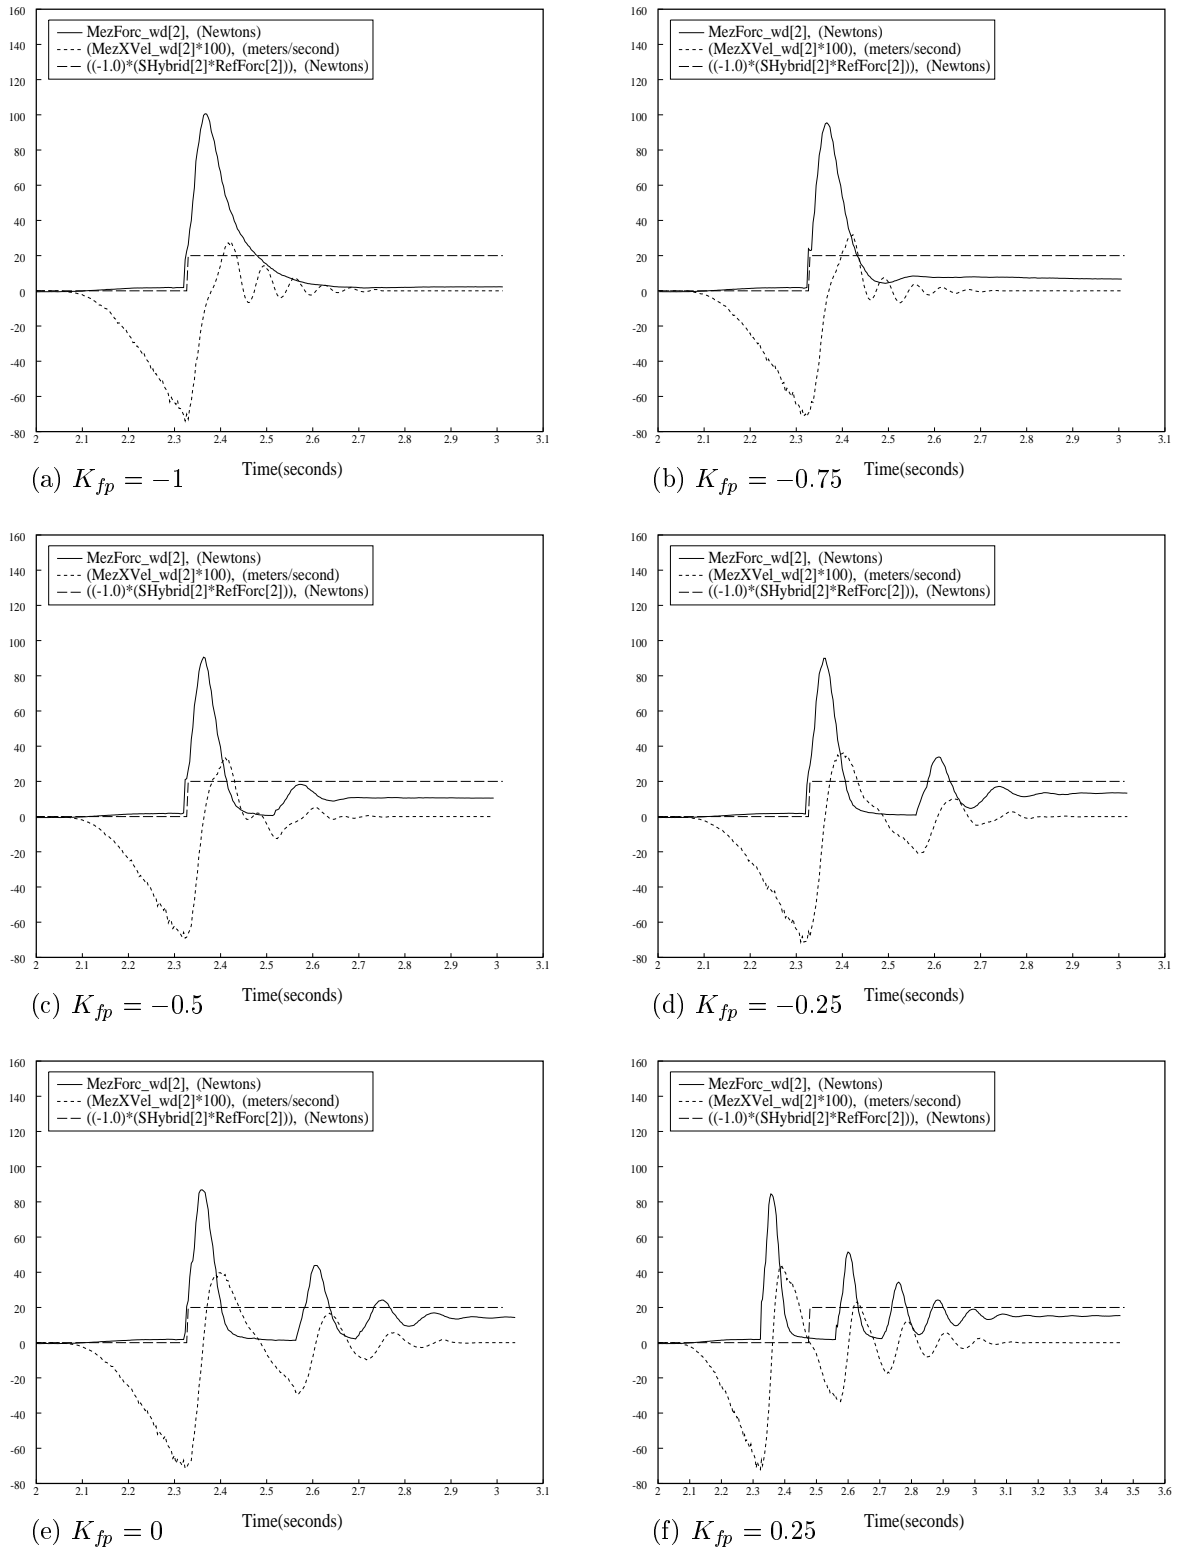 160
140
120
100
80
60
40
20
0
-20
-40
-60
-80
MezForc_wd[2], (Newtons)
(MezXVel_wd[2]*100), (meters/second)
((-1.0)*(SHybrid[2]*RefForc[2])), (Newtons)
2 2.1 2.2 2.3 2.4 2.5 2.6 2.7 2.8 2.9 3 3.1
Time(seconds)
(a) K_fp = −1
160
140
120
100
80
60
40
20
0
-20
-40
-60
-80
MezForc_wd[2], (Newtons)
(MezXVel_wd[2]*100), (meters/second)
((-1.0)*(SHybrid[2]*RefForc[2])), (Newtons)
2 2.1 2.2 2.3 2.4 2.5 2.6 2.7 2.8 2.9 3 3.1
Time(seconds)
(b) K_fp = −0.75
160
140
120
100
80
60
40
20
0
-20
-40
-60
-80
MezForc_wd[2], (Newtons)
(MezXVel_wd[2]*100), (meters/second)
((-1.0)*(SHybrid[2]*RefForc[2])), (Newtons)
2 2.1 2.2 2.3 2.4 2.5 2.6 2.7 2.8 2.9 3 3.1
Time(seconds)
(c) K_fp = −0.5
160
140
120
100
80
60
40
20
0
-20
-40
-60
-80
MezForc_wd[2], (Newtons)
(MezXVel_wd[2]*100), (meters/second)
((-1.0)*(SHybrid[2]*RefForc[2])), (Newtons)
2 2.1 2.2 2.3 2.4 2.5 2.6 2.7 2.8 2.9 3 3.1
Time(seconds)
(d) K_fp = −0.25
160
140
120
100
80
60
40
20
0
-20
-40
-60
-80
MezForc_wd[2], (Newtons)
(MezXVel_wd[2]*100), (meters/second)
((-1.0)*(SHybrid[2]*RefForc[2])), (Newtons)
2 2.1 2.2 2.3 2.4 2.5 2.6 2.7 2.8 2.9 3 3.1
Time(seconds)
(e) K_fp = 0
160
140
120
100
80
60
40
20
0
-20
-40
-60
-80
MezForc_wd[2], (Newtons)
(MezXVel_wd[2]*100), (meters/second)
((-1.0)*(SHybrid[2]*RefForc[2])), (Newtons)
2 2.1 2.2 2.3 2.4 2.5 2.6 2.7 2.8 2.9 3 3.1 3.2 3.3 3.4 3.5 3.6
Time(seconds)
(f) K_fp = 0.25